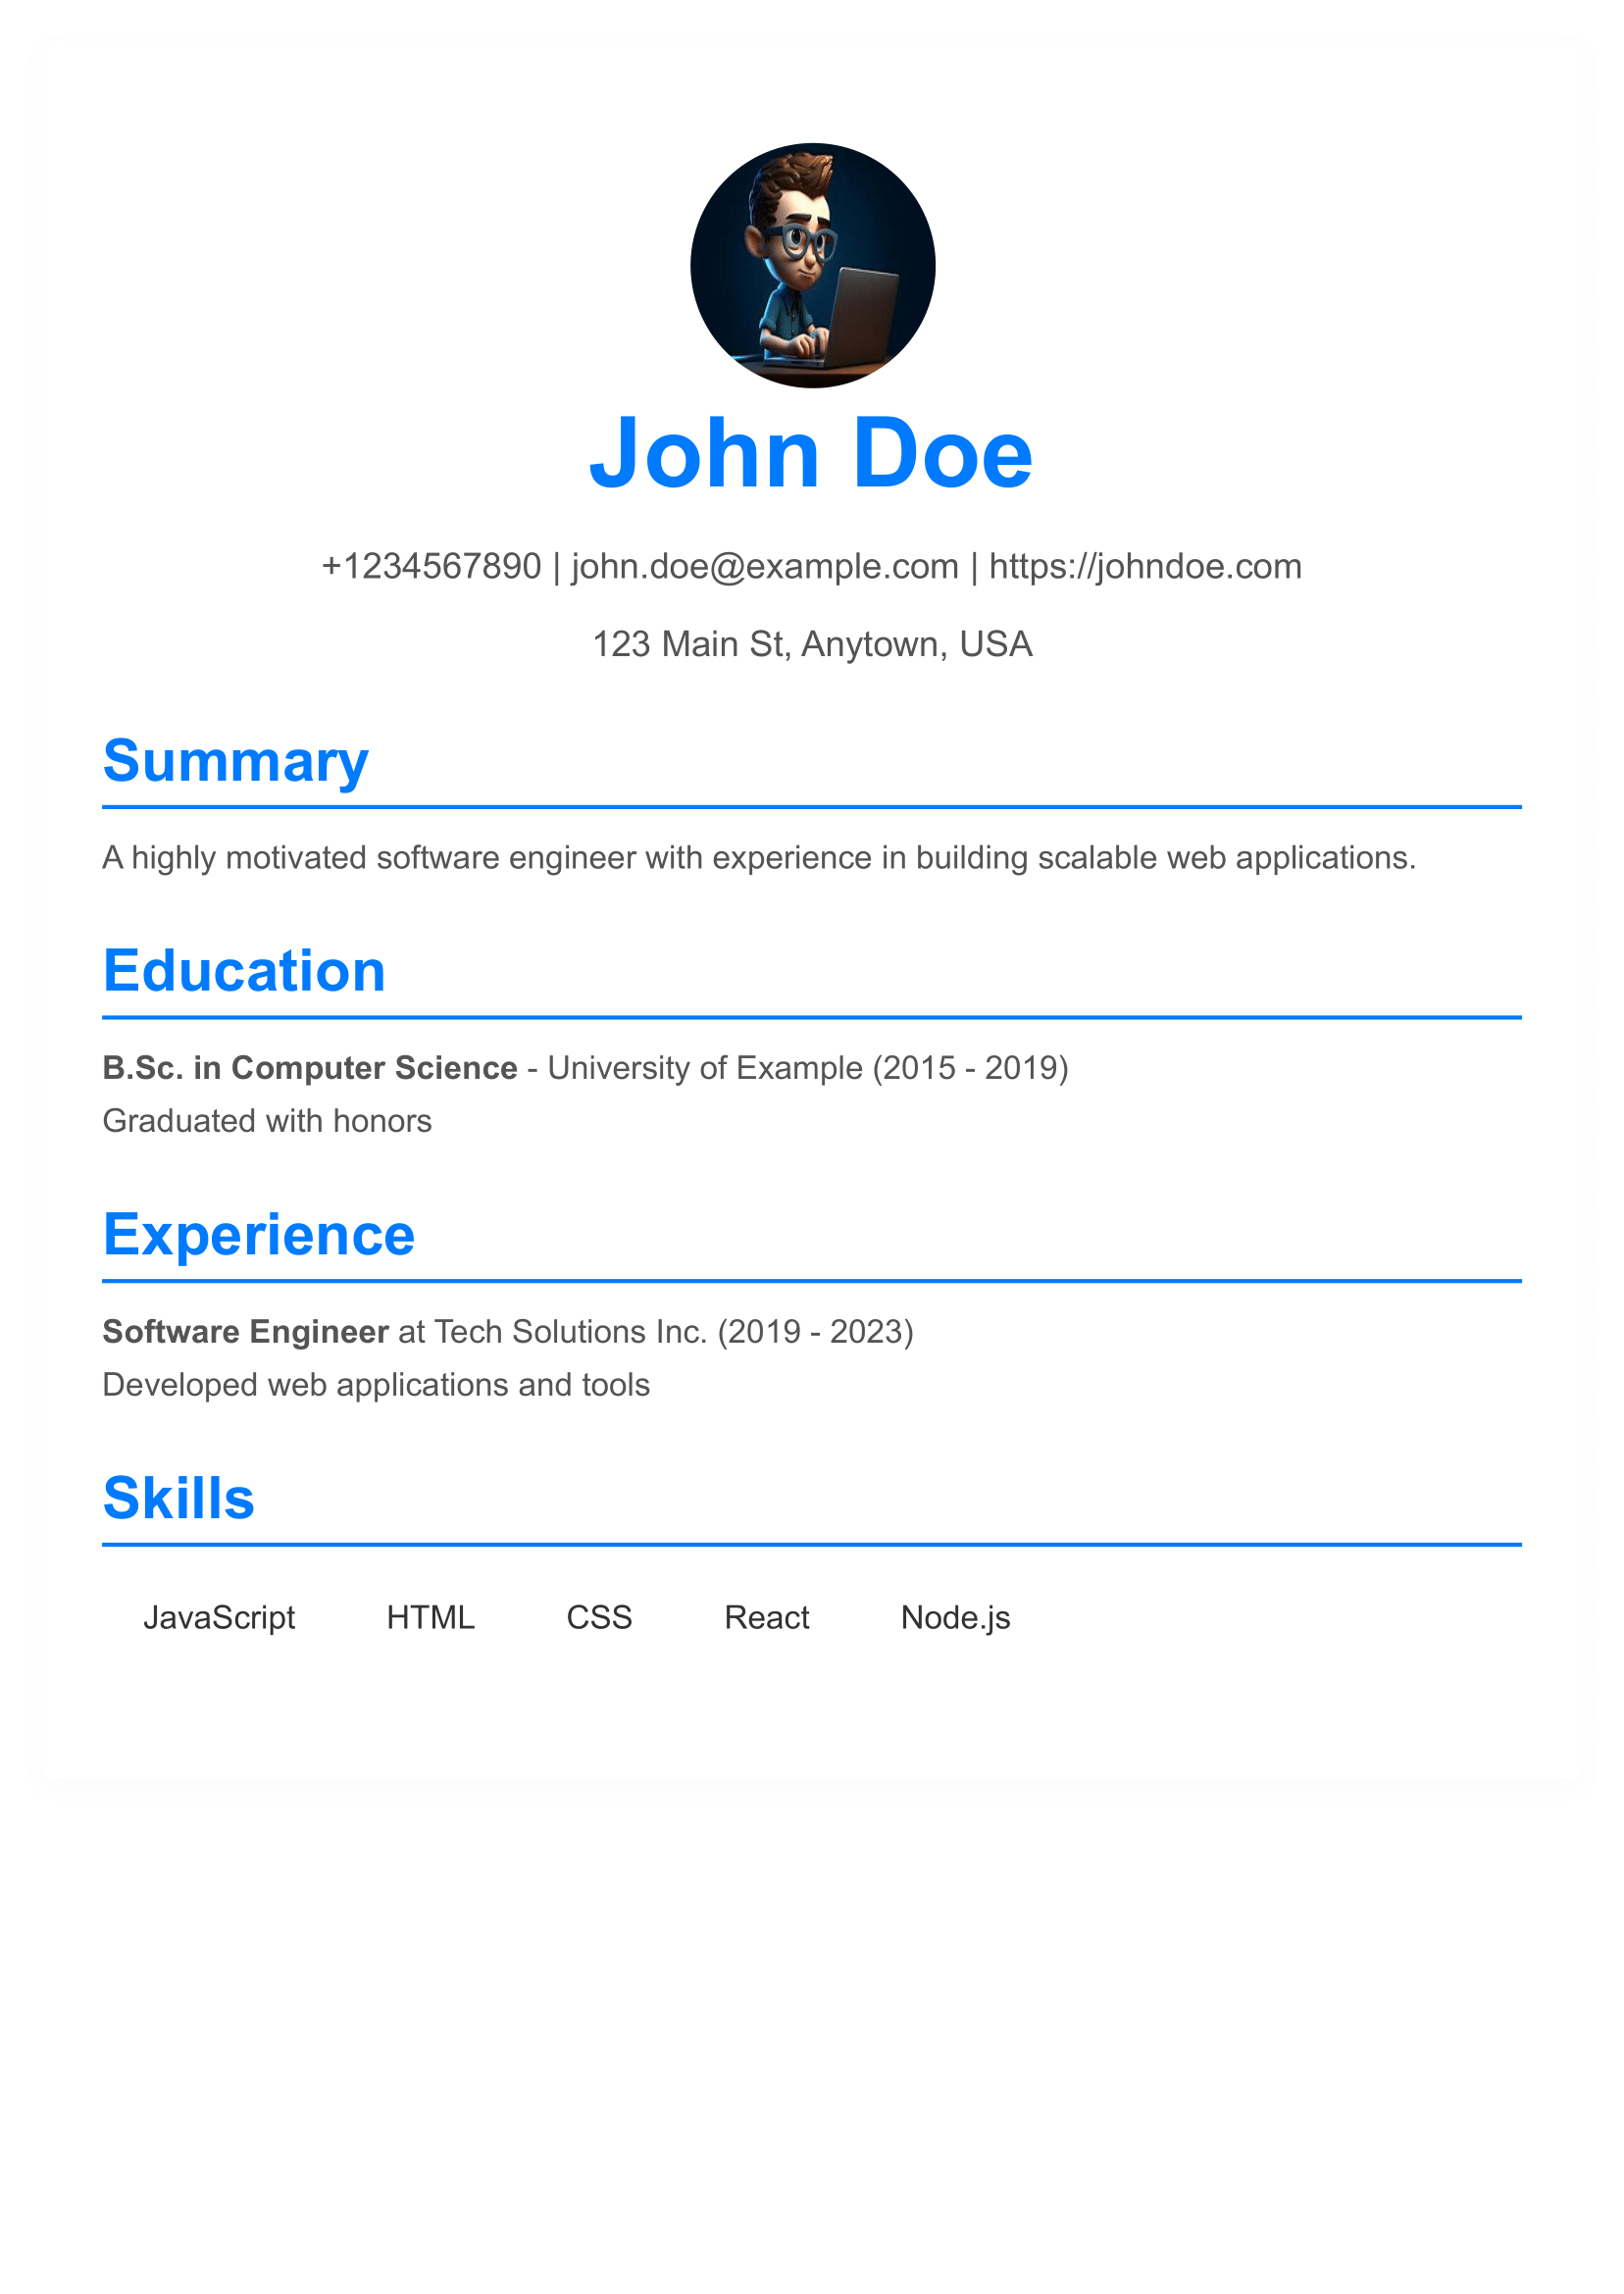 John Doe
+1234567890 | john.doe@example.com | https://johndoe.com
123 Main St, Anytown, USA
Summary
A highly motivated software engineer with experience in building scalable web applications.
Education
B.Sc. in Computer Science - University of Example (2015 - 2019)
Graduated with honors
Experience
Software Engineer at Tech Solutions Inc. (2019 - 2023)
Developed web applications and tools
Skills
JavaScript HTML CSS React Node.js